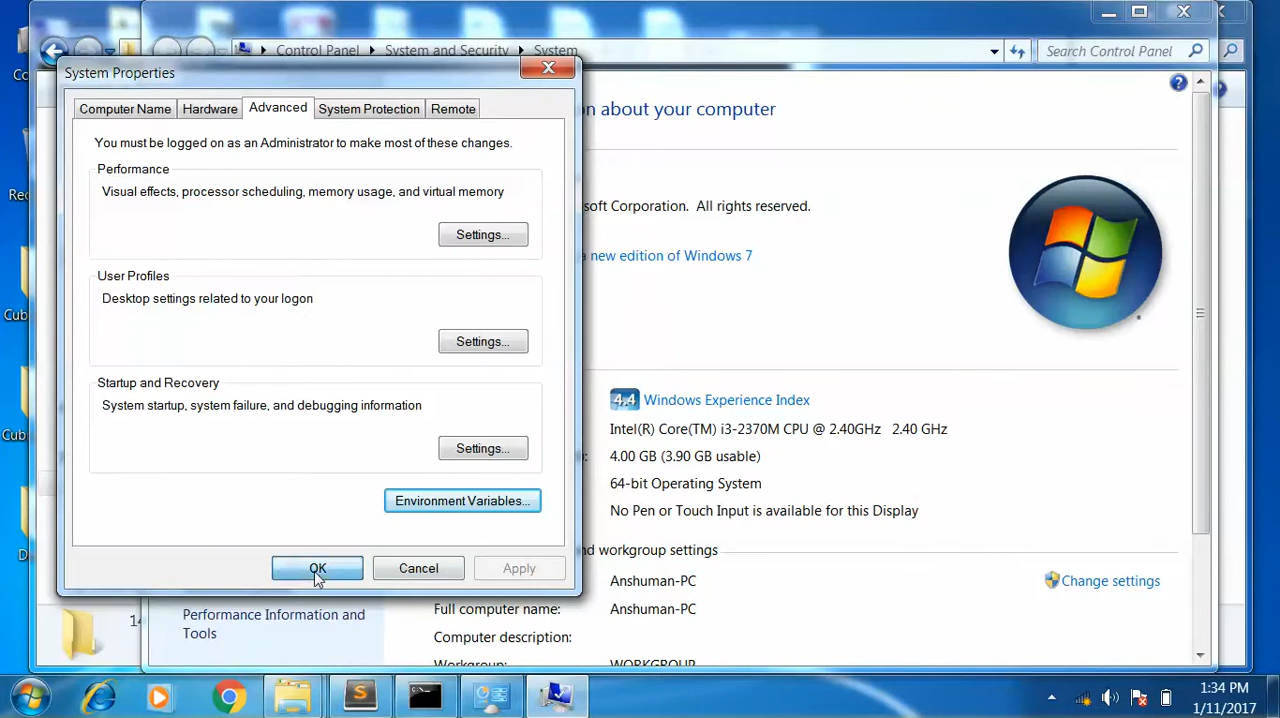 Control Panel
System and Security
System
Search Control Panel
System Properties
Computer Name
Hardware
Advanced
System Protection
Remote
You must be logged on as an Administrator to make most of these changes.
Performance
Visual effects, processor scheduling, memory usage, and virtual memory
Settings...
User Profiles
Desktop settings related to your logon
Settings...
Startup and Recovery
System startup, system failure, and debugging information
Settings...
Environment Variables...
OK
Cancel
Apply
on about your computer
soft Corporation. All rights reserved.
new edition of Windows 7
4.4 Windows Experience Index
Intel(R) Core(TM) i3-2370M CPU @ 2.40GHz 2.40 GHz
4.00 GB (3.90 GB usable)
64-bit Operating System
No Pen or Touch Input is available for this Display
nd workgroup settings
Anshuman-PC
Change settings
Full computer name: Anshuman-PC
Computer description:
Workgroup: WORKGROUP
Performance Information and
Tools
Co
Rec
Cub
Cub
D
14
1:34 PM
1/11/2017